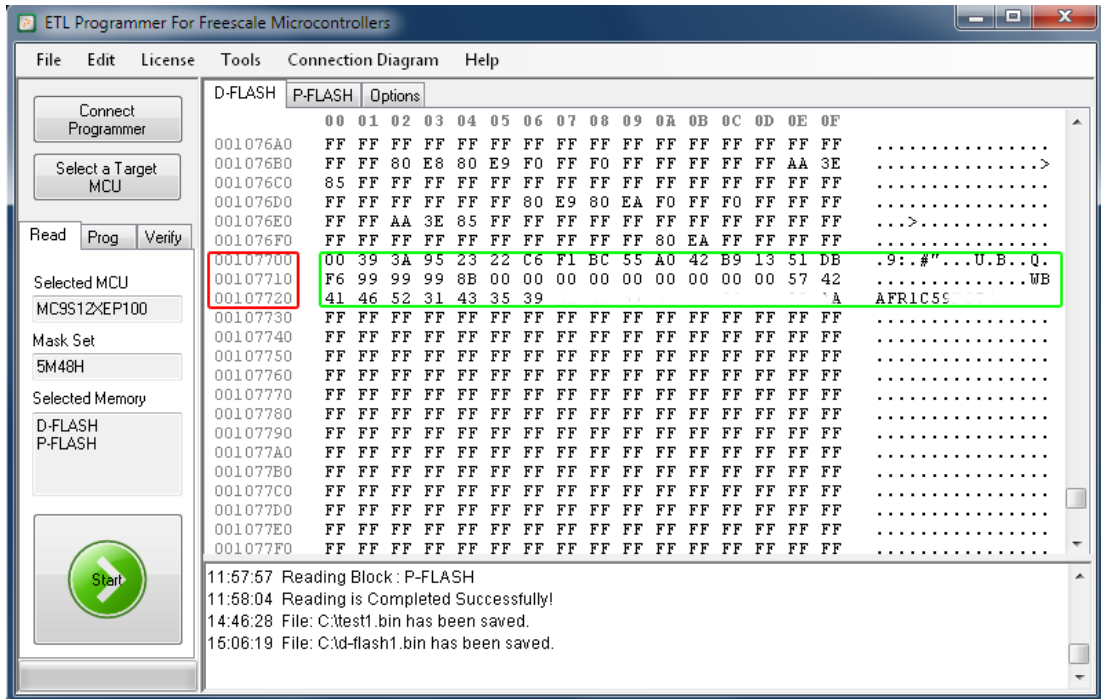 ETL Programmer For Freescale Microcontrollers
File Edit License Tools Connection Diagram Help
Connect
Programmer
Select a Target
MCU
Read Prog Verify
Selected MCU
MC9S12XEP100
Mask Set
5M48H
Selected Memory
D-FLASH
P-FLASH
Start
D-FLASH P-FLASH Options
00 01 02 03 04 05 06 07 08 09 0A 0B 0C 0D 0E 0F
001076A0 FF FF FF FF FF FF FF FF FF FF FF FF FF FF FF FF ................
001076B0 FF FF 80 E8 80 E9 F0 FF F0 FF FF FF FF FF AA 3E ...............>
001076C0 85 FF FF FF FF FF FF FF FF FF FF FF FF FF FF FF ................
001076D0 FF FF FF FF FF FF 80 E9 80 EA F0 FF F0 FF FF FF ................
001076E0 FF FF AA 3E 85 FF FF FF FF FF FF FF FF FF FF FF ...>............
001076F0 FF FF FF FF FF FF FF FF FF FF 80 EA FF FF FF FF ................
00107700 00 39 3A 95 23 22 C6 F1 BC 55 A0 42 B9 13 51 DB .9:.#"...U.B..Q.
00107710 F6 99 99 99 8B 00 00 00 00 00 00 00 00 00 57 42 ..............WB
00107720 41 46 52 31 43 35 39 A AFR1C59
00107730 FF FF FF FF FF FF FF FF FF FF FF FF FF FF FF FF ................
00107740 FF FF FF FF FF FF FF FF FF FF FF FF FF FF FF FF ................
00107750 FF FF FF FF FF FF FF FF FF FF FF FF FF FF FF FF ................
00107760 FF FF FF FF FF FF FF FF FF FF FF FF FF FF FF FF ................
00107770 FF FF FF FF FF FF FF FF FF FF FF FF FF FF FF FF ................
00107780 FF FF FF FF FF FF FF FF FF FF FF FF FF FF FF FF ................
00107790 FF FF FF FF FF FF FF FF FF FF FF FF FF FF FF FF ................
001077A0 FF FF FF FF FF FF FF FF FF FF FF FF FF FF FF FF ................
001077B0 FF FF FF FF FF FF FF FF FF FF FF FF FF FF FF FF ................
001077C0 FF FF FF FF FF FF FF FF FF FF FF FF FF FF FF FF ................
001077D0 FF FF FF FF FF FF FF FF FF FF FF FF FF FF FF FF ................
001077E0 FF FF FF FF FF FF FF FF FF FF FF FF FF FF FF FF ................
001077F0 FF FF FF FF FF FF FF FF FF FF FF FF FF FF FF FF ................
11:57:57 Reading Block : P-FLASH
11:58:04 Reading is Completed Successfully!
14:46:28 File: C:\test1.bin has been saved.
15:06:19 File: C:\d-flash1.bin has been saved.